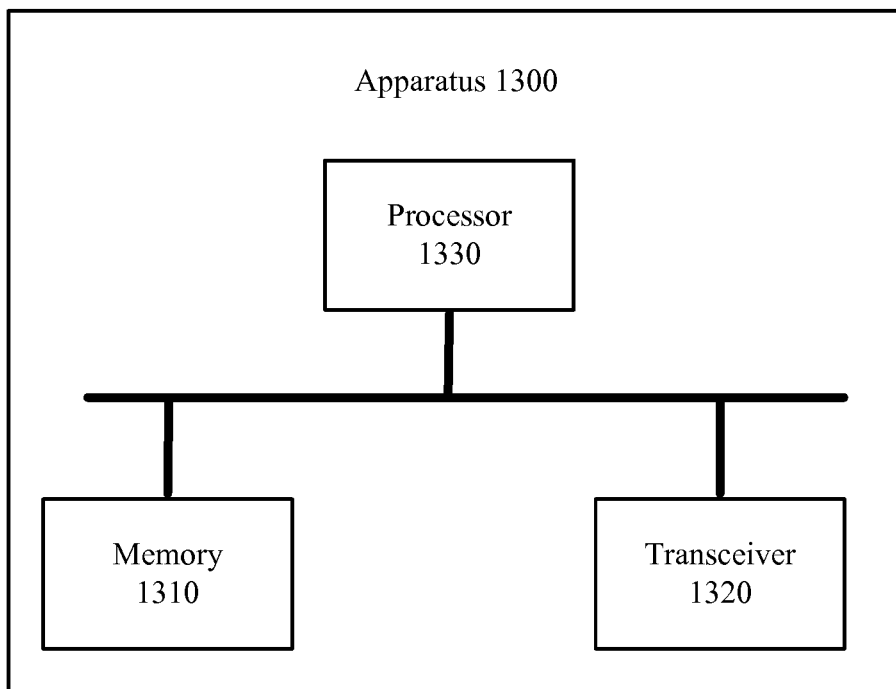 Apparatus 1300
Processor
1330
Memory
1310
Transceiver
1320